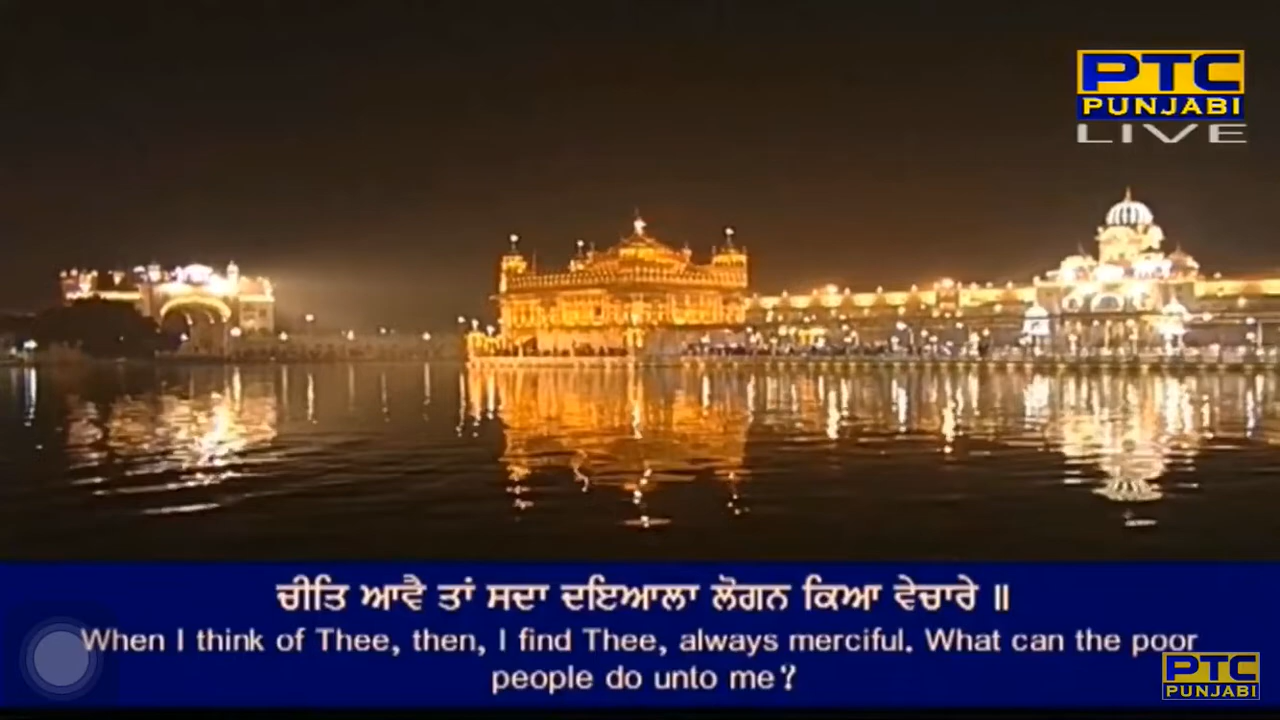 PTC
PUNJABI
LIVE
ਚੀਤਿ ਆਵੈ ਤਾਂ ਸਦਾ ਦਇਆਲਾ ਲੋਗਨ ਕਿਆ ਵੇਚਾਰੇ ॥
When I think of Thee, then, I find Thee, always merciful. What can the poor
people do unto me?
PTC
PUNJABI